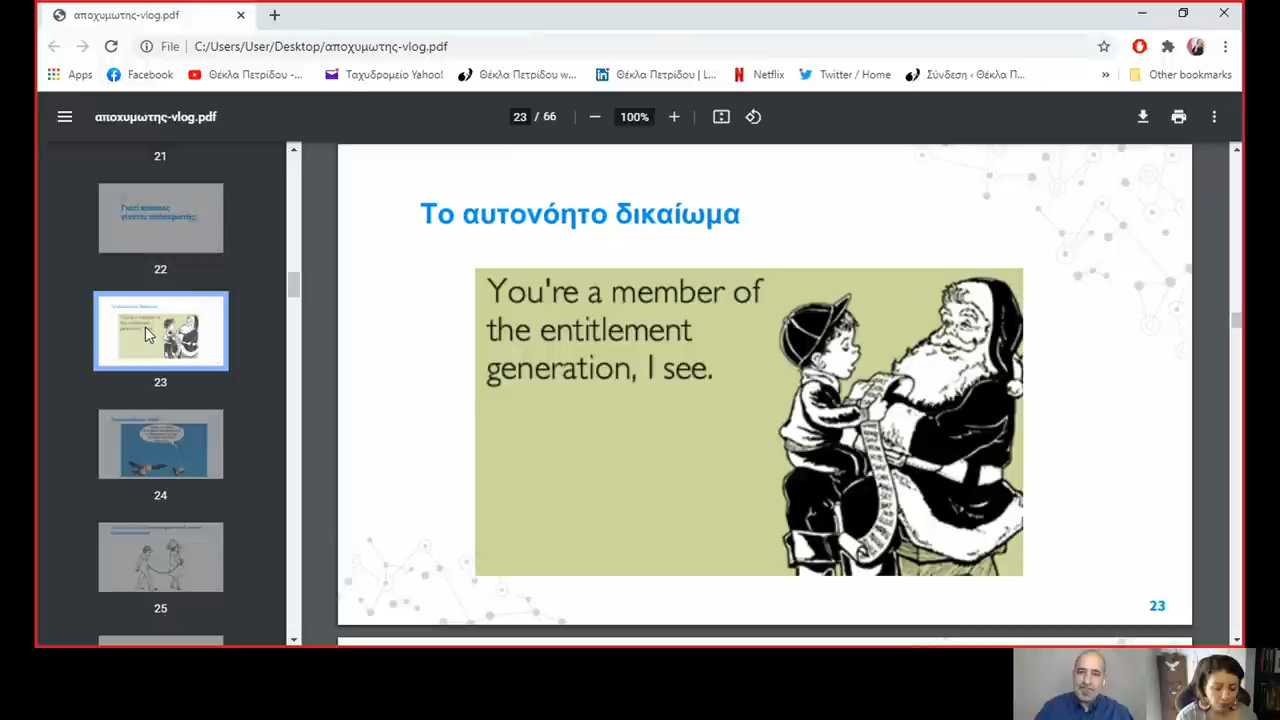 αποχυμωτης-vlog.pdf
File
C:/Users/User/Desktop/αποχυμωτης-vlog.pdf
Apps
Facebook
Θέκλα Πετρίδου -...
Ταχυδρομείο Yahoo!
Θέκλα Πετρίδου w...
Θέκλα Πετρίδου | L...
Netflix
Twitter / Home
Σύνδεση ‹ Θέκλα Π...
»
Other bookmarks
αποχυμωτης-vlog.pdf
23 / 66
100%
21
22
23
24
25
Το αυτονόητο δικαίωμα
You're a member of
the entitlement
generation, I see.
23